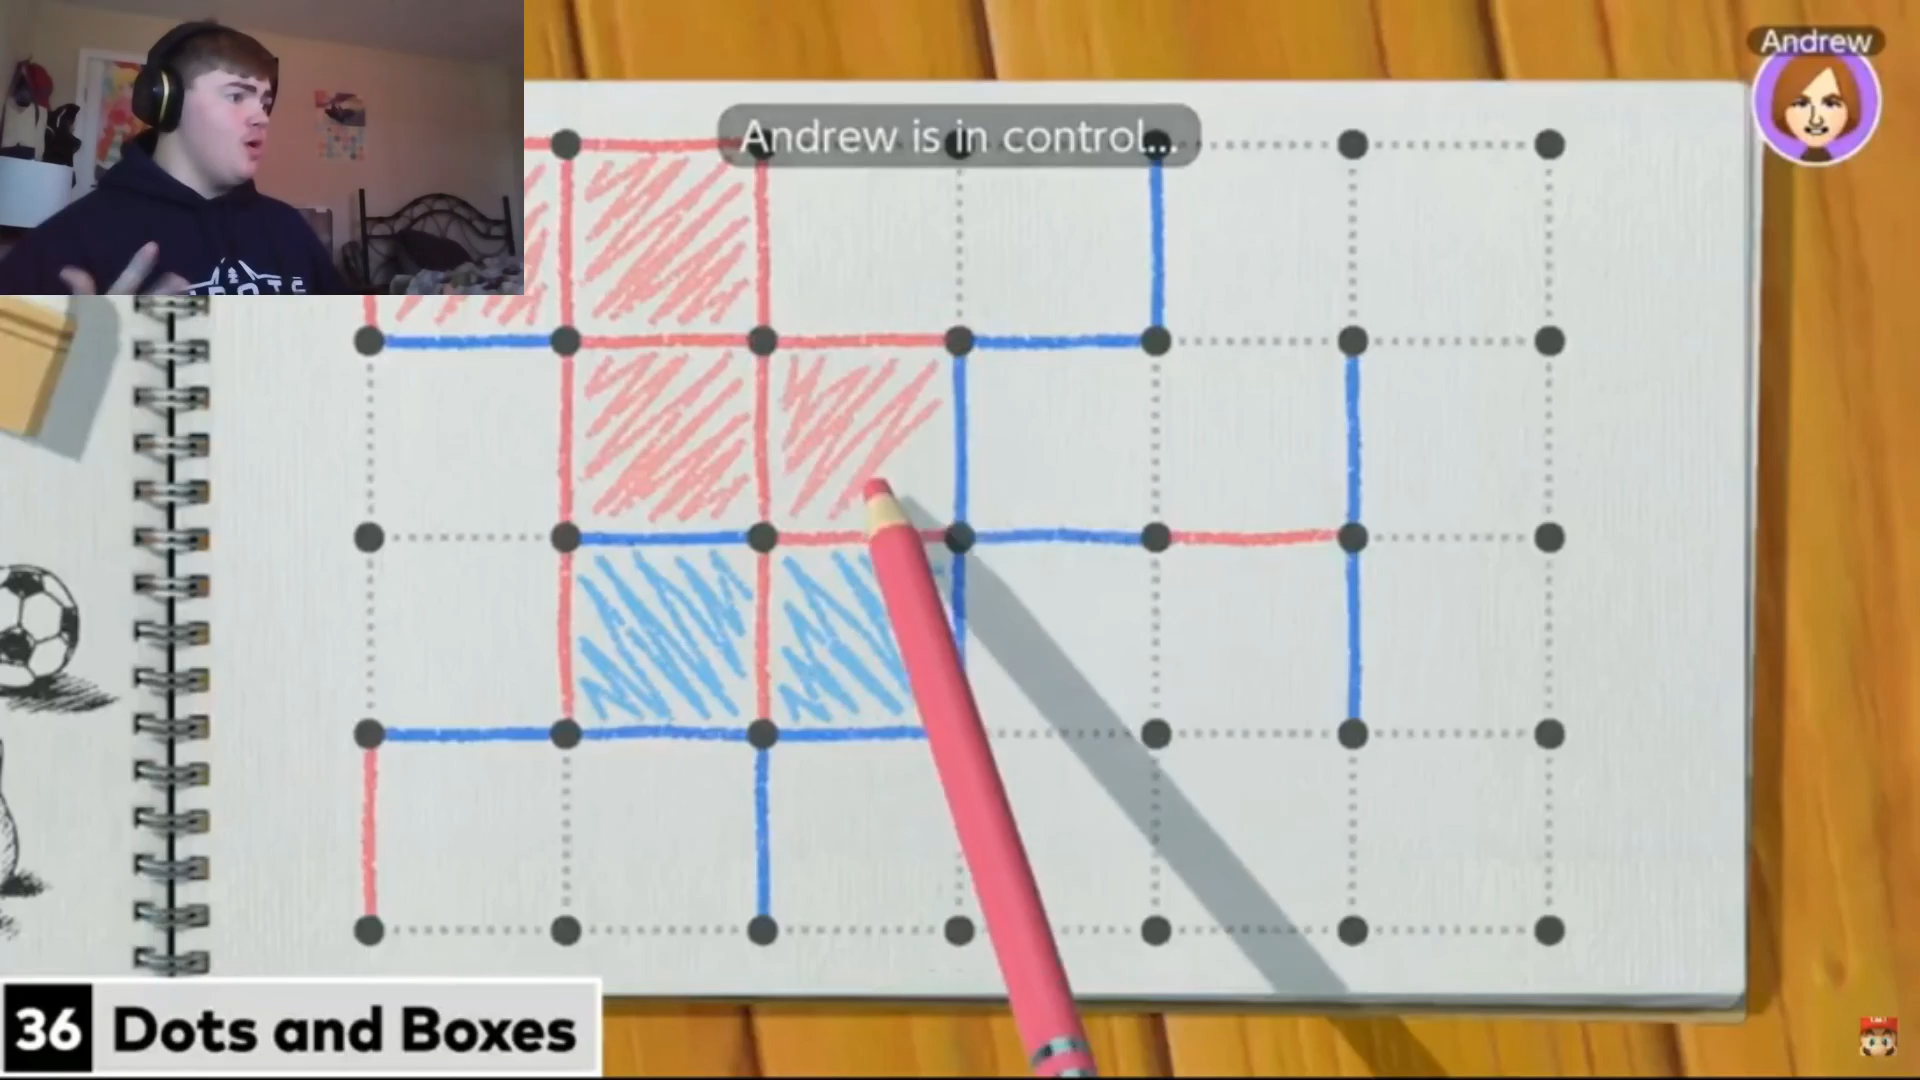 Andrew
Andrew is in control...
36 Dots and Boxes